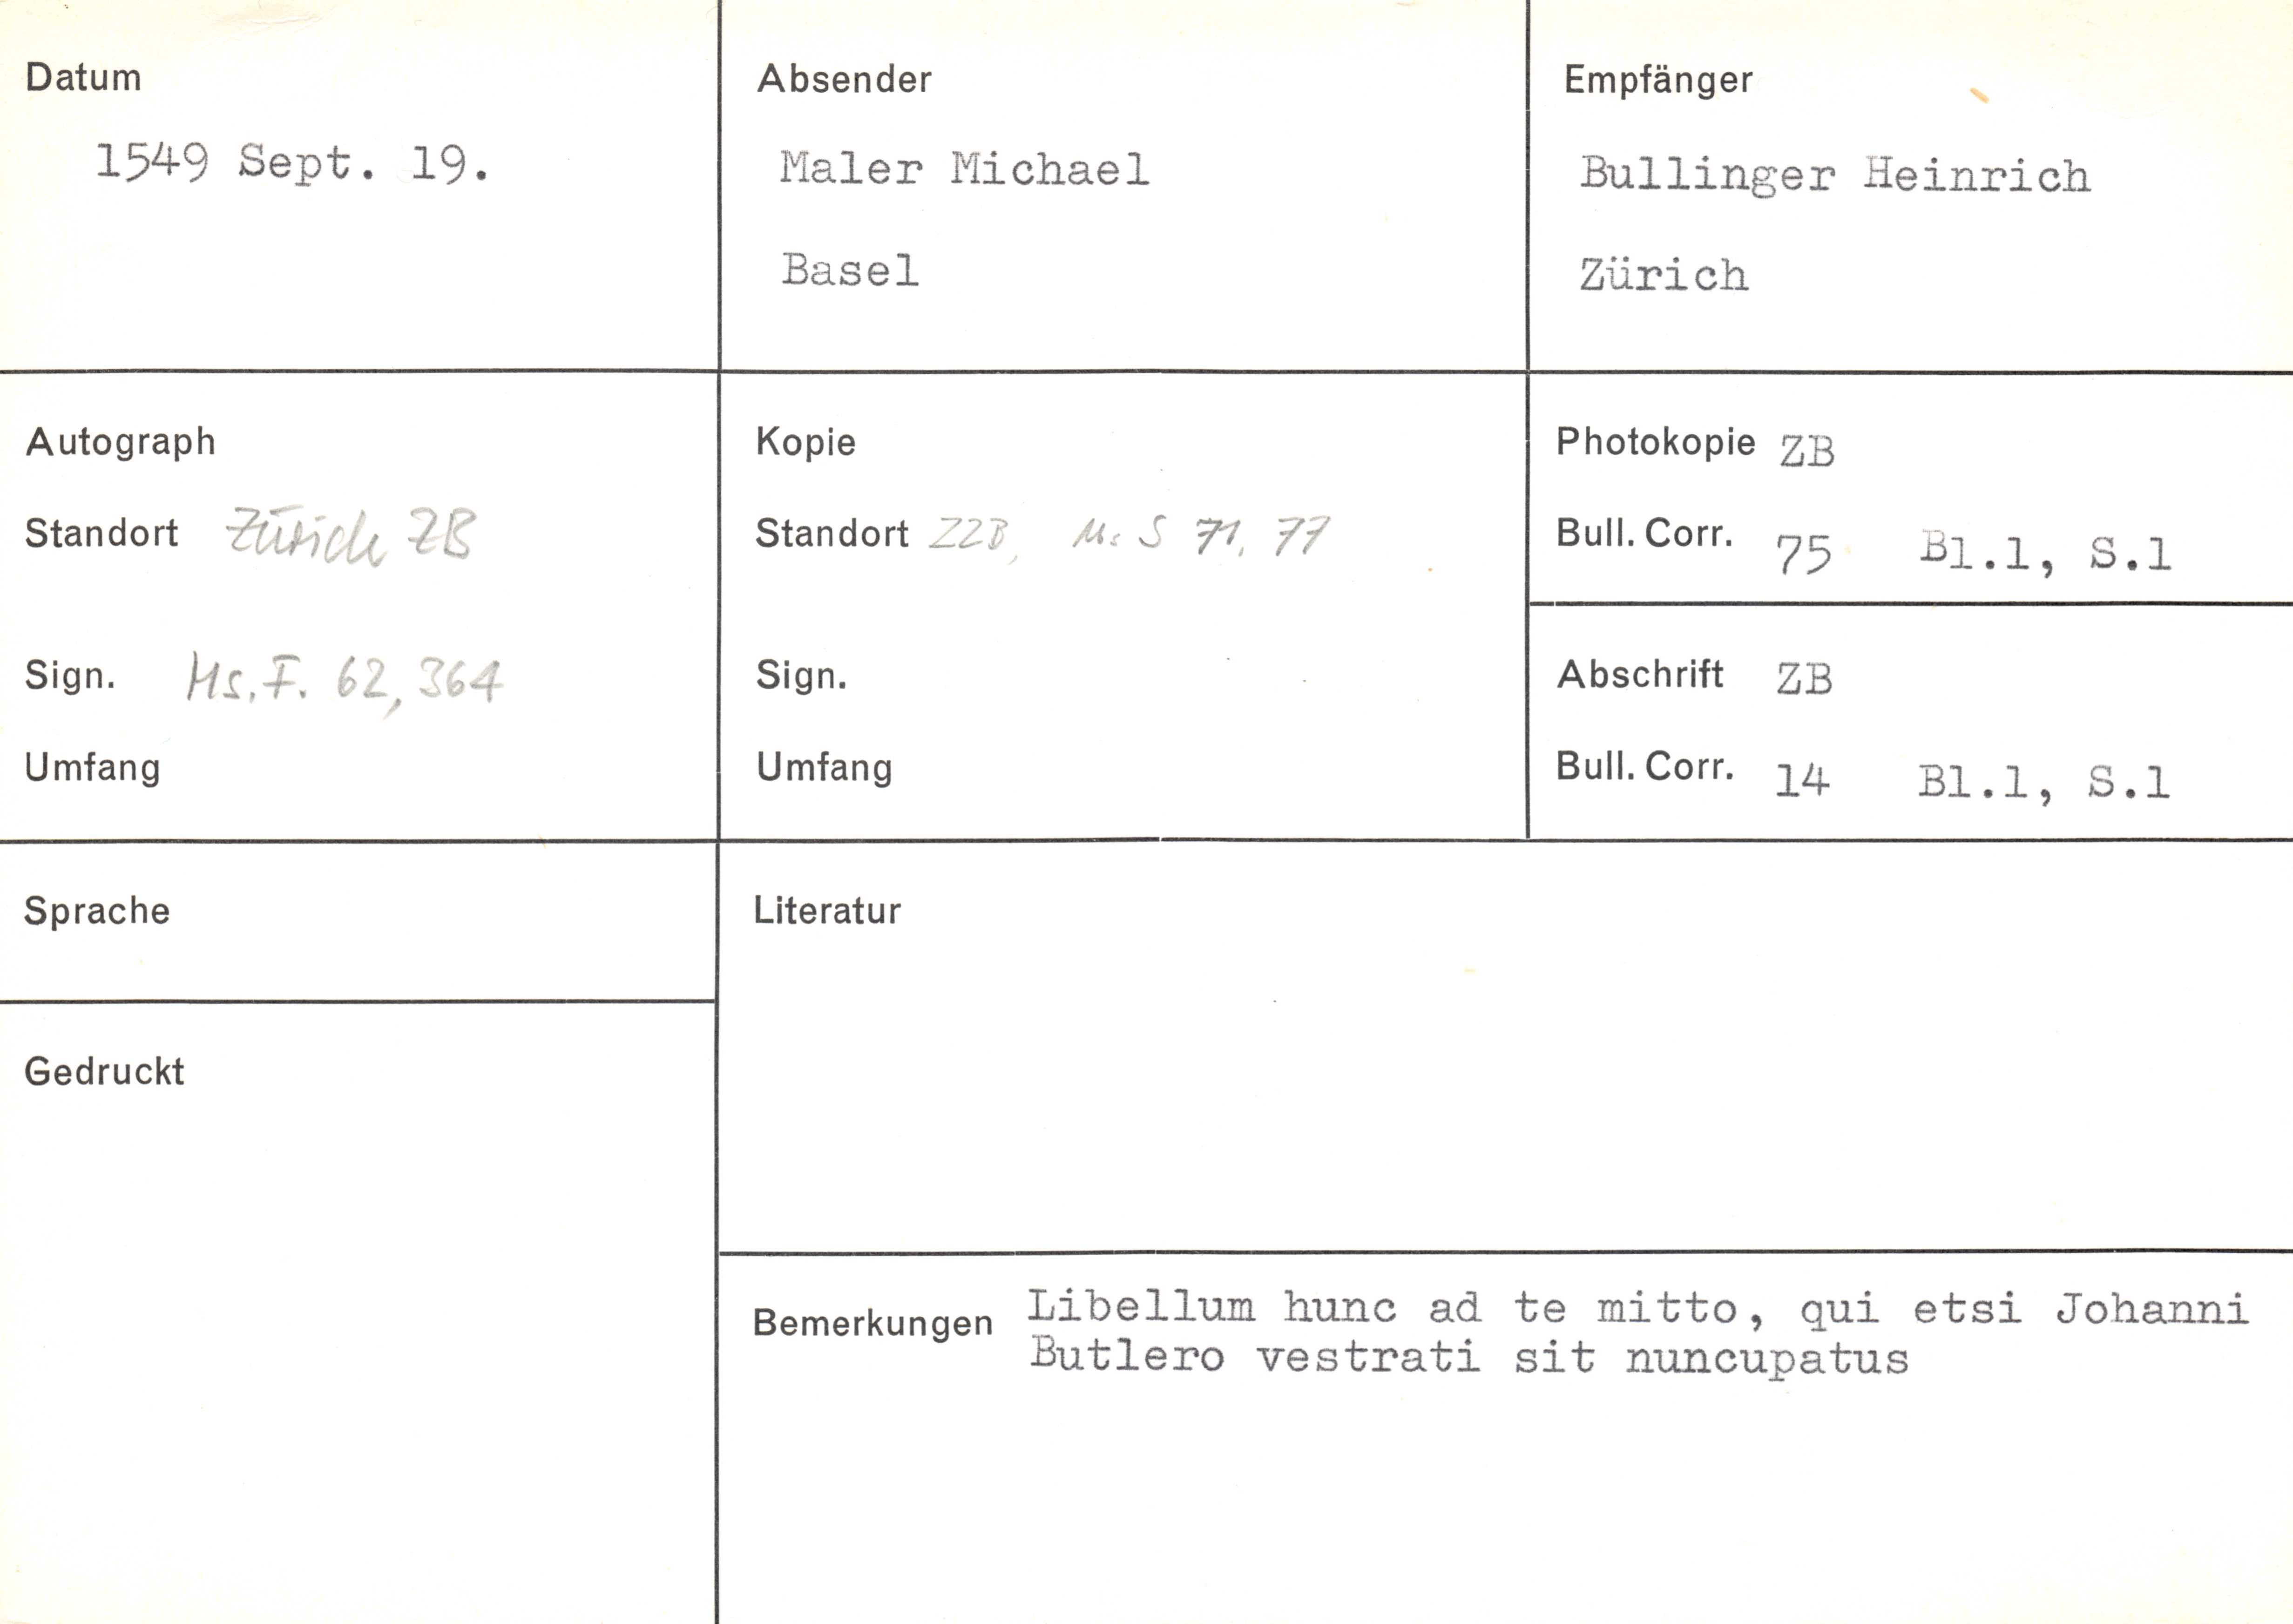 Datum
1549 Sept. 19.
Absender
Maler Michael
Basel
Empfänger
Bullinger Heinrich
Zürich
Autograph
Standort Zürich ZB
Sign. Ms. F. 62, 364
Umfang
Kopie
Standort ZZB, Ms S 71, 77
Sign.
Umfang
Photokopie ZB
Bull. Corr. 75 Bl.1, S.1
Abschrift ZB
Bull. Corr. 14 Bl.1, S.1
Sprache
Gedruckt
Literatur
Bemerkungen Libellum hunc ad te mitto, qui etsi Johanni
Butlero vestrati sit nuncupatus